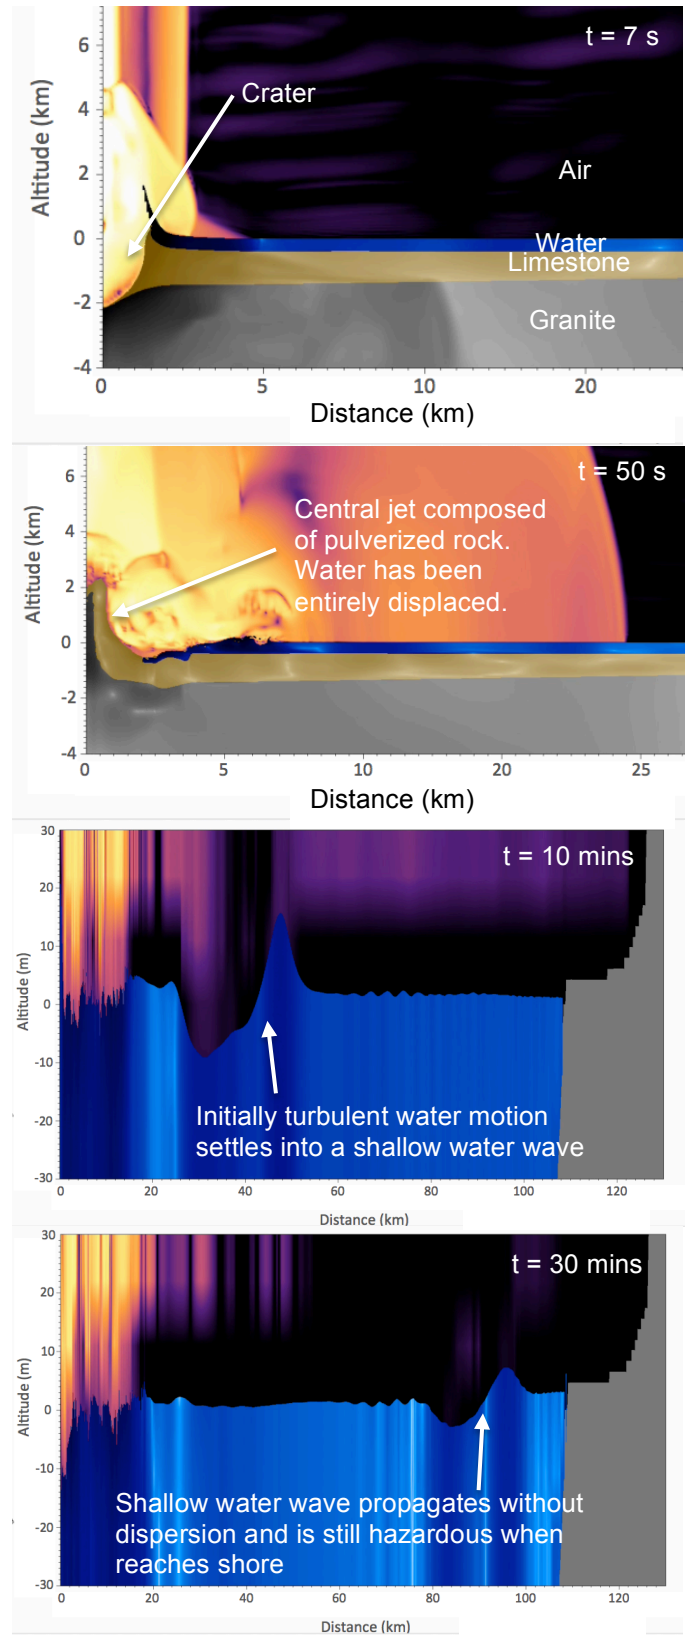 t = 7 s
6
4
2
0
-2
-4
Altitude (km)
Crater
Air
Water
Limestone
Granite
0
5
10
20
Distance (km)
t = 50 s
6
4
2
0
-2
-4
Altitude (km)
Central jet composed
of pulverized rock.
Water has been
entirely displaced.
0
5
10
20
25
Distance (km)
t = 10 mins
30
20
10
0
-10
-20
-30
Altitude (m)
Initially turbulent water motion
settles into a shallow water wave
0
20
40
60
80
100
120
Distance (km)
t = 30 mins
30
20
10
0
-10
-20
-30
Altitude (m)
Shallow water wave propagates without
dispersion and is still hazardous when
reaches shore
0
20
40
60
80
100
120
Distance (km)